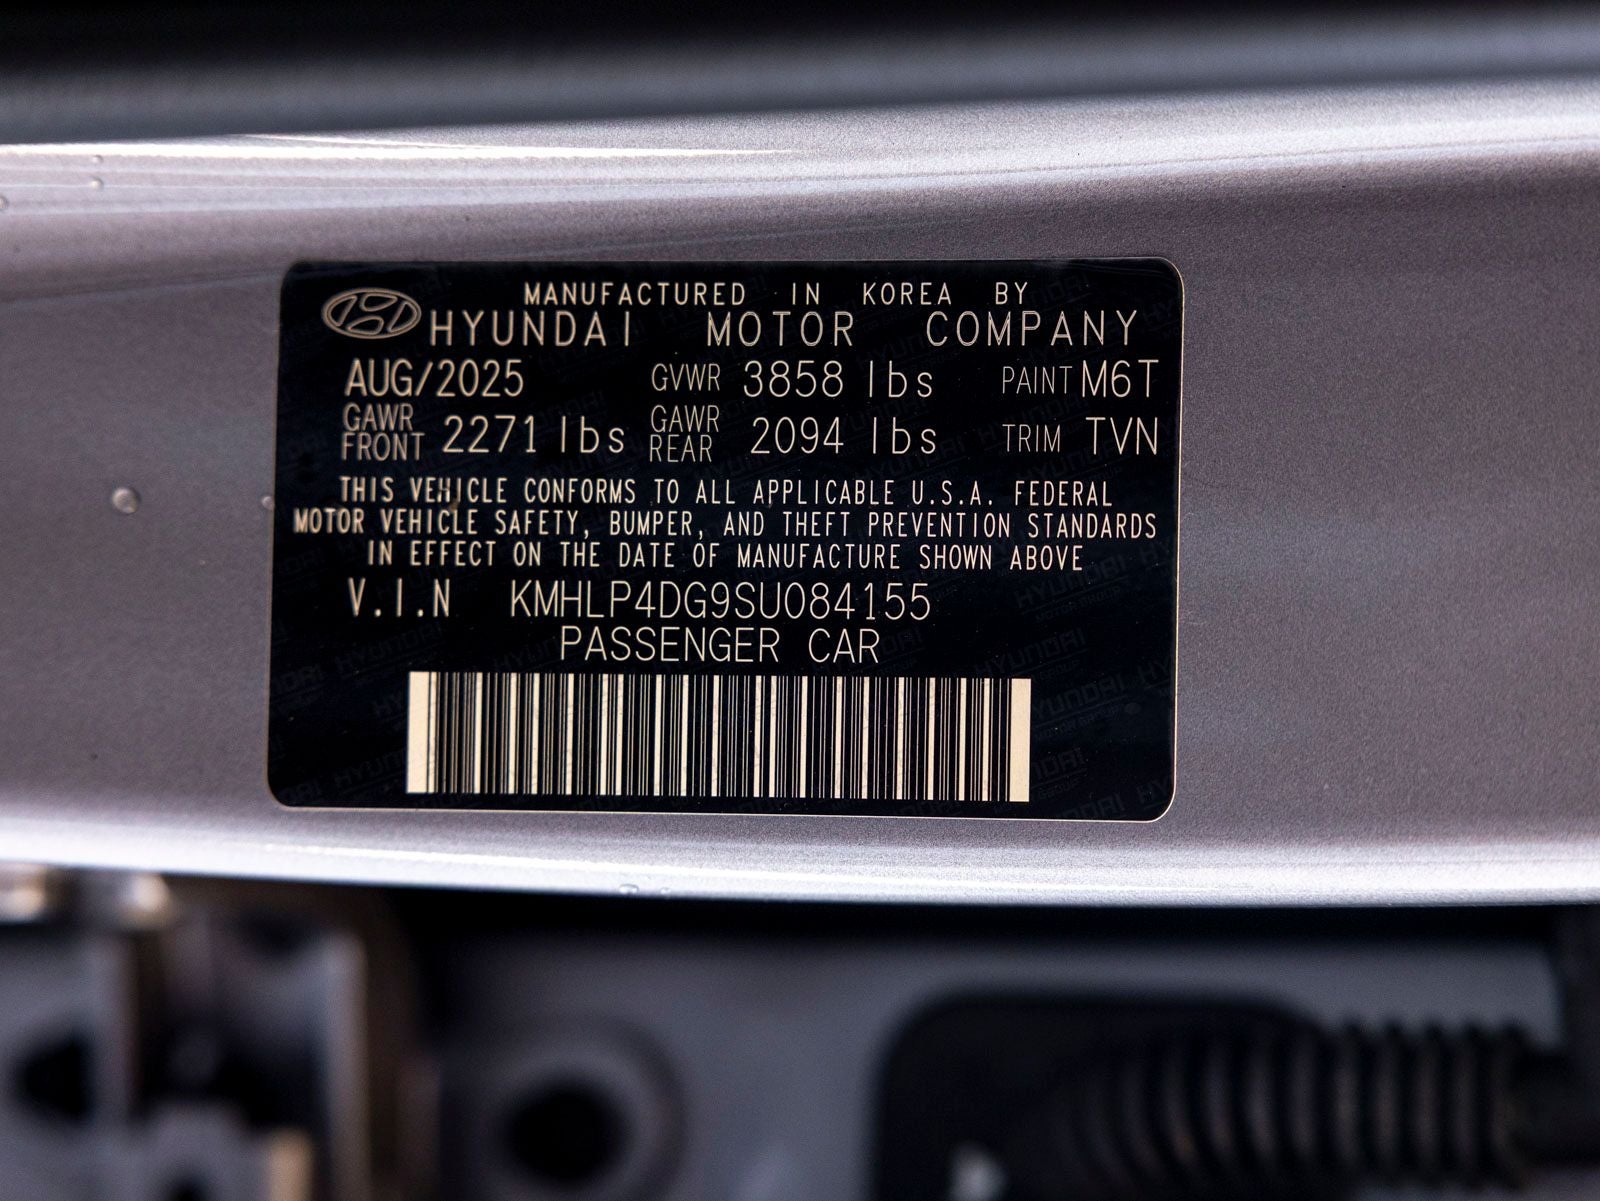 MANUFACTURED IN KOREA BY
HYUNDAI MOTOR COMPANY
AUG/2025 GVWR 3858 lbs PAINT M6T
GAWR FRONT 2271 lbs GAWR REAR 2094 lbs TRIM TVN
THIS VEHICLE CONFORMS TO ALL APPLICABLE U.S.A. FEDERAL
MOTOR VEHICLE SAFETY, BUMPER, AND THEFT PREVENTION STANDARDS
IN EFFECT ON THE DATE OF MANUFACTURE SHOWN ABOVE
V.I.N KMHLP4DG9SU084155
PASSENGER CAR